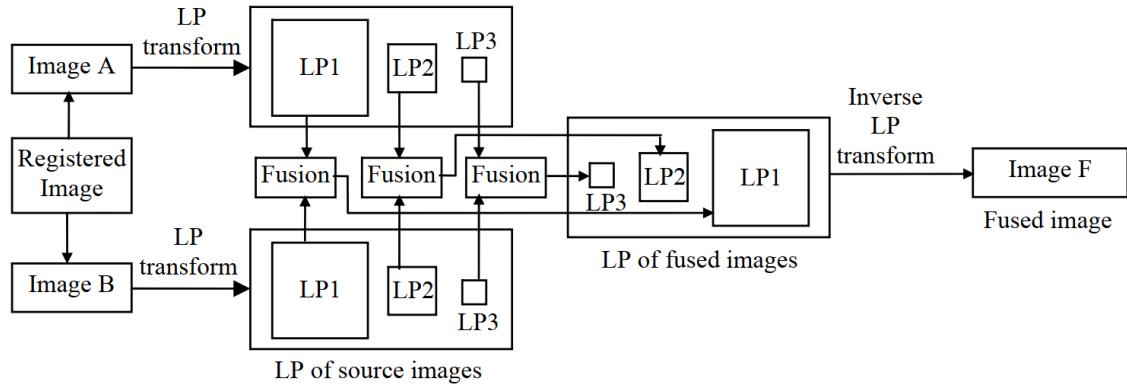 LP
transform
Image A
LP1
LP2
LP3
Registered
Image
Fusion
Fusion
Fusion
LP3
LP2
LP1
Inverse
LP
transform
Image F
Fused image
LP of fused images
Image B
LP
transform
LP1
LP2
LP3
LP of source images